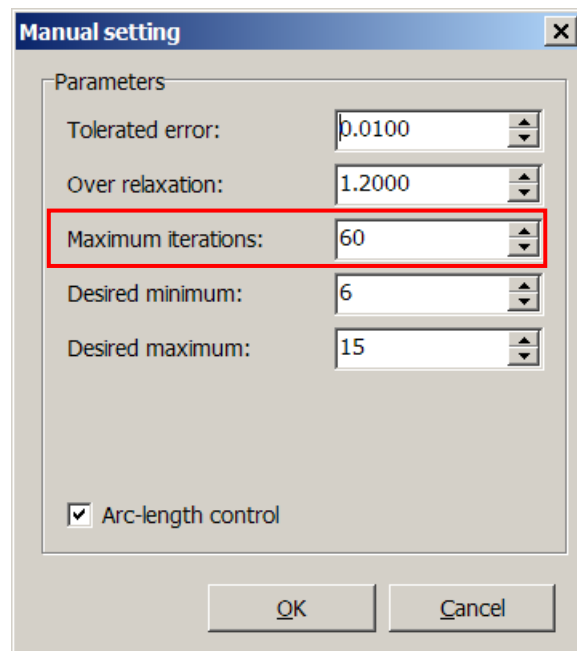 Manual setting
Parameters
Tolerated error: 0.0100
Over relaxation: 1.2000
Maximum iterations: 60
Desired minimum: 6
Desired maximum: 15
Arc-length control
OK Cancel